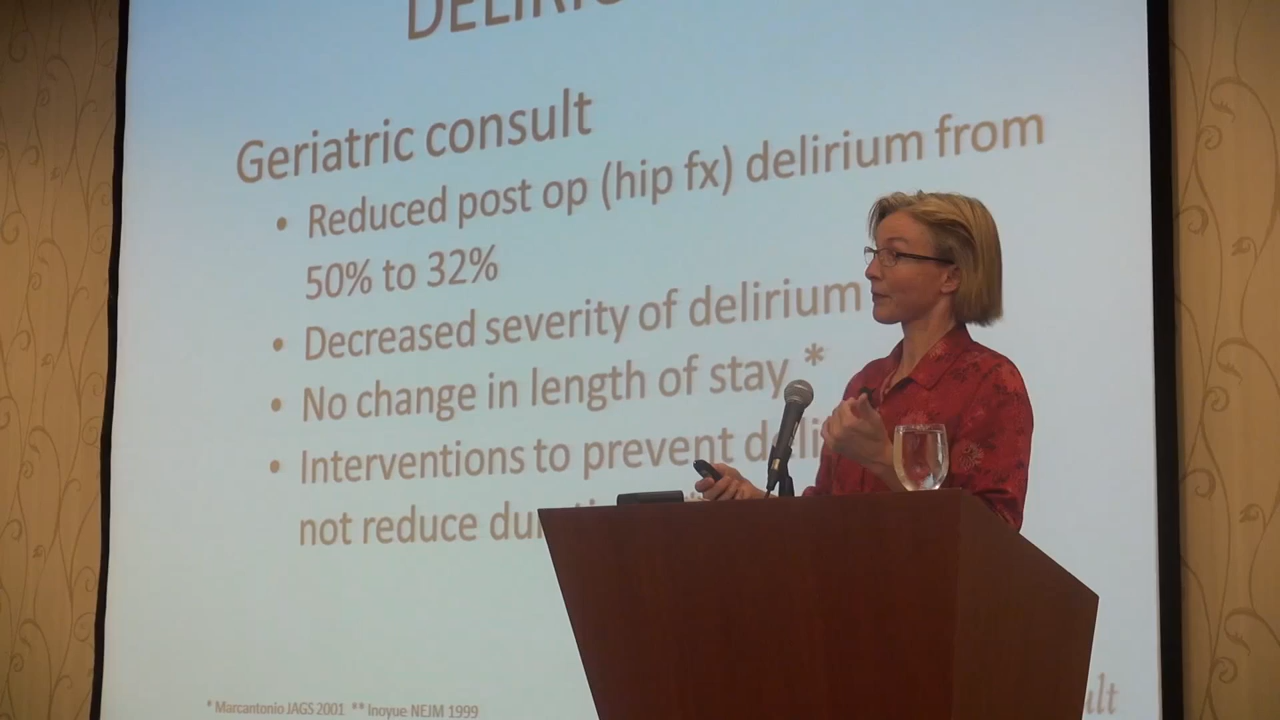 Geriatric consult
• Reduced post op (hip fx) delirium from
50% to 32%
• Decreased severity of delirium
• No change in length of stay *
• Interventions to prevent
not reduce
* Marcantonio JAGS 2001 ** Inoyue NEJM 1999